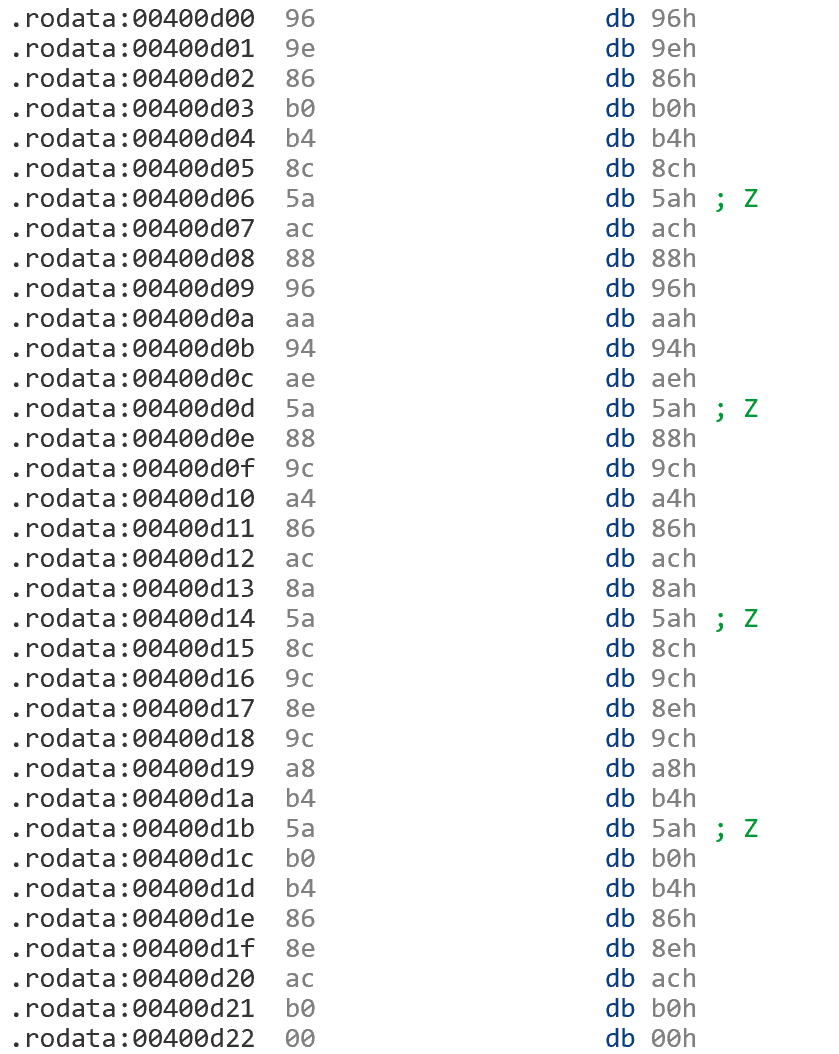 .rodata:00400d00 96 db 96h
.rodata:00400d01 9e db 9eh
.rodata:00400d02 86 db 86h
.rodata:00400d03 b0 db b0h
.rodata:00400d04 b4 db b4h
.rodata:00400d05 8c db 8ch
.rodata:00400d06 5a db 5ah ; Z
.rodata:00400d07 ac db ach
.rodata:00400d08 88 db 88h
.rodata:00400d09 96 db 96h
.rodata:00400d0a aa db aah
.rodata:00400d0b 94 db 94h
.rodata:00400d0c ae db aeh
.rodata:00400d0d 5a db 5ah ; Z
.rodata:00400d0e 88 db 88h
.rodata:00400d0f 9c db 9ch
.rodata:00400d10 a4 db a4h
.rodata:00400d11 86 db 86h
.rodata:00400d12 ac db ach
.rodata:00400d13 8a db 8ah
.rodata:00400d14 5a db 5ah ; Z
.rodata:00400d15 8c db 8ch
.rodata:00400d16 9c db 9ch
.rodata:00400d17 8e db 8eh
.rodata:00400d18 9c db 9ch
.rodata:00400d19 a8 db a8h
.rodata:00400d1a b4 db b4h
.rodata:00400d1b 5a db 5ah ; Z
.rodata:00400d1c b0 db b0h
.rodata:00400d1d b4 db b4h
.rodata:00400d1e 86 db 86h
.rodata:00400d1f 8e db 8eh
.rodata:00400d20 ac db ach
.rodata:00400d21 b0 db b0h
.rodata:00400d22 00 db 00h